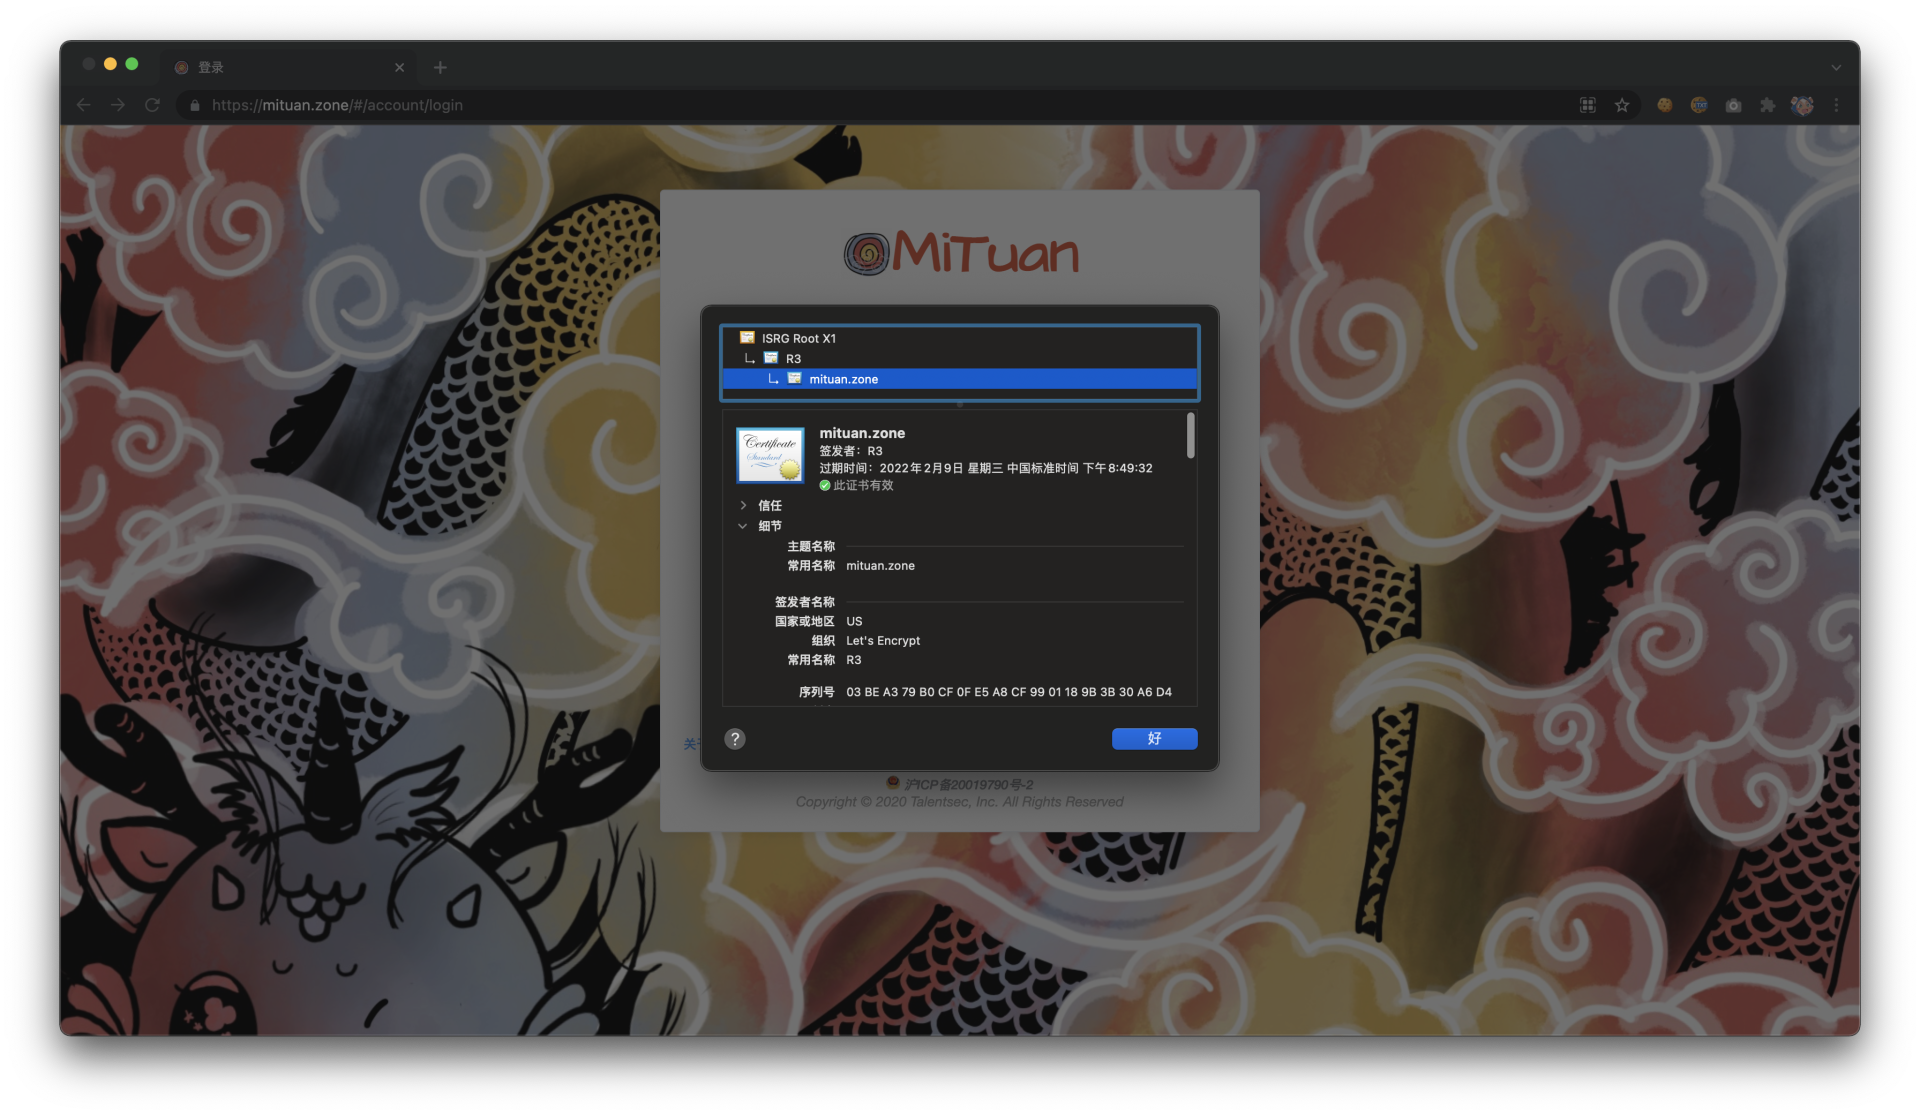 登录
https://mituan.zone/#/account/login
MiTuan
ISRG Root X1
R3
mituan.zone
Certificate
Standard
mituan.zone
签发者：R3
过期时间：2022年2月9日 星期三 中国标准时间 下午8:49:32
此证书有效
信任
细节
主题名称
常用名称 mituan.zone
签发者名称
国家或地区 US
组织 Let's Encrypt
常用名称 R3
序列号 03 BE A3 79 B0 CF 0F E5 A8 CF 99 01 18 9B 3B 30 A6 D4
?
好
沪ICP备20019790号-2
Copyright © 2020 Talentsec, Inc. All Rights Reserved